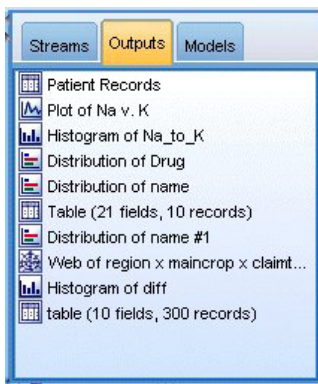 Streams Outputs Models
Patient Records
Plot of Na v. K
Histogram of Na_to_K
Distribution of Drug
Distribution of name
Table (21 fields, 10 records)
Distribution of name #1
Web of region x maincrop x claimt...
Histogram of diff
table (10 fields, 300 records)